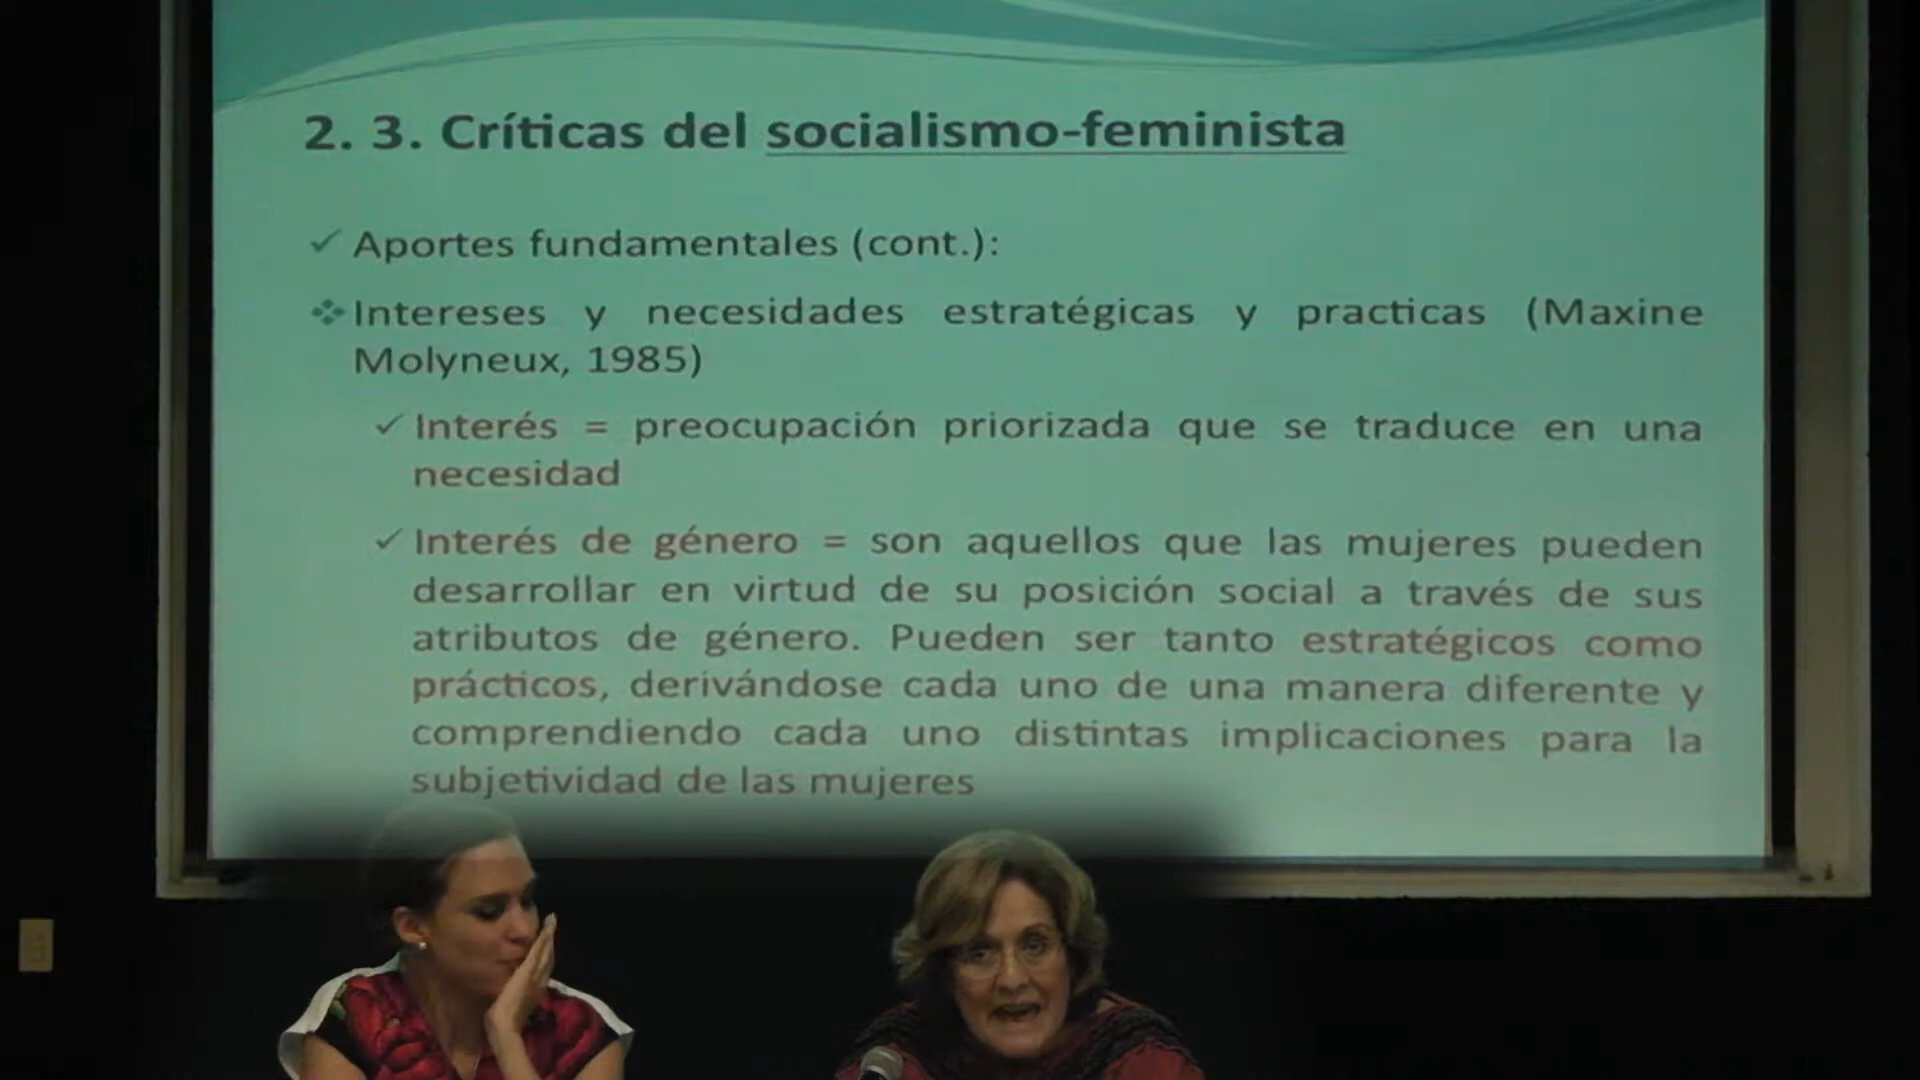 2. 3. Críticas del socialismo-feminista
Aportes fundamentales (cont.):
Intereses y necesidades estratégicas y practicas (Maxine
Molyneux, 1985)
Interés = preocupación priorizada que se traduce en una
necesidad
Interés de género = son aquellos que las mujeres pueden
desarrollar en virtud de su posición social a través de sus
atributos de género. Pueden ser tanto estratégicos como
prácticos, derivándose cada uno de una manera diferente y
comprendiendo cada uno distintas implicaciones para la
subjetividad de las mujeres